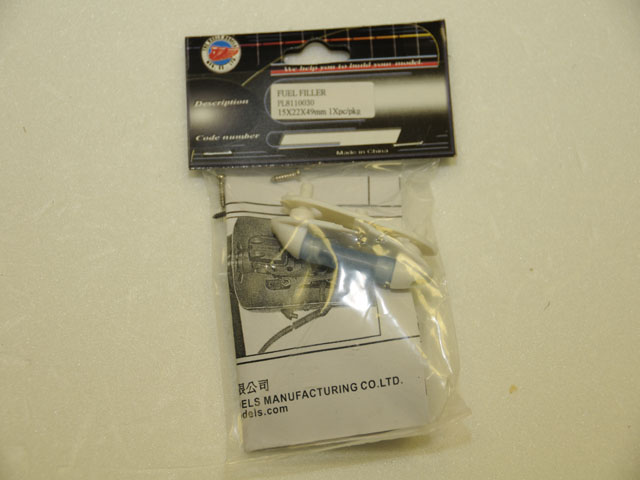 We help you to build your model.
Description
FUEL FILLER
PL8110030
15X22X49mm 1Xpc/pkg
Code number
Made in China
限公司
DELS MANUFACTURING CO.LTD.
dels.com